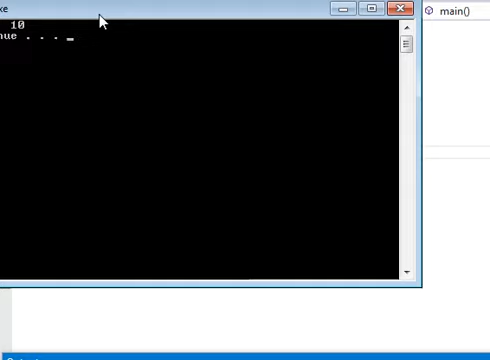 xe
main()
10
nue . . . _